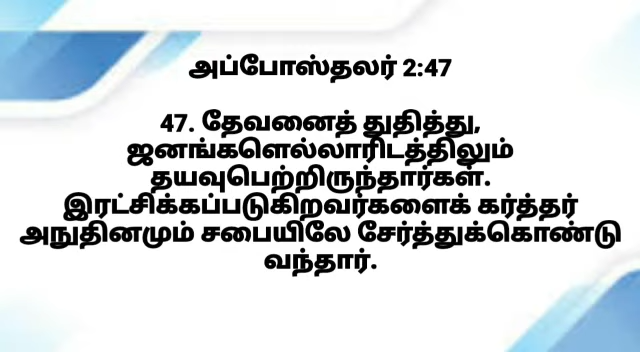 அப்போஸ்தலர் 2:47
47. தேவனைத் துதித்து,
ஜனங்களெல்லாரிடத்திலும்
தயவுபெற்றிருந்தார்கள்.
இரட்சிக்கப்படுகிறவர்களைக் கர்த்தர்
அநுதினமும் சபையிலே சேர்த்துக்கொண்டு
வந்தார்.